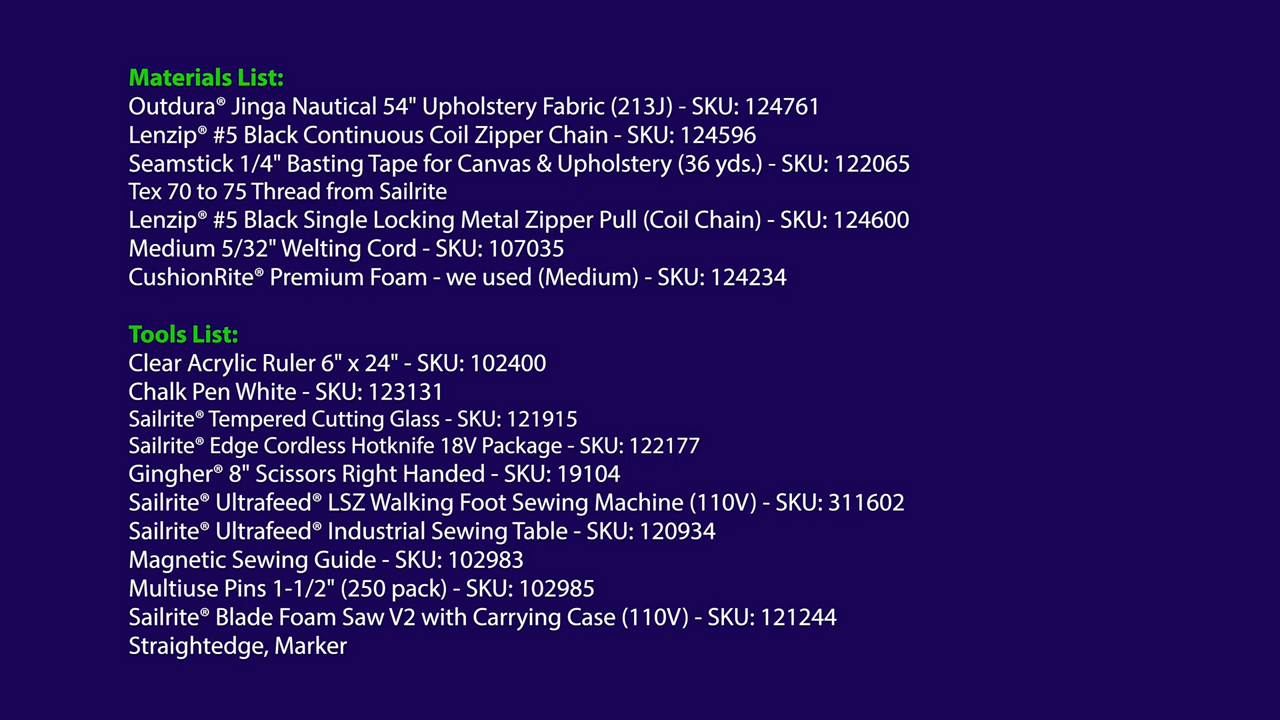 Materials List:
Outdura® Jinga Nautical 54" Upholstery Fabric (213J) - SKU: 124761
Lenzip® #5 Black Continuous Coil Zipper Chain - SKU: 124596
Seamstick 1/4" Basting Tape for Canvas & Upholstery (36 yds.) - SKU: 122065
Tex 70 to 75 Thread from Sailrite
Lenzip® #5 Black Single Locking Metal Zipper Pull (Coil Chain) - SKU: 124600
Medium 5/32" Welting Cord - SKU: 107035
CushionRite® Premium Foam - we used (Medium) - SKU: 124234
Tools List:
Clear Acrylic Ruler 6" x 24" - SKU: 102400
Chalk Pen White - SKU: 123131
Sailrite® Tempered Cutting Glass - SKU: 121915
Sailrite® Edge Cordless Hotknife 18V Package - SKU: 122177
Gingher® 8" Scissors Right Handed - SKU: 19104
Sailrite® Ultrafeed® LSZ Walking Foot Sewing Machine (110V) - SKU: 311602
Sailrite® Ultrafeed® Industrial Sewing Table - SKU: 120934
Magnetic Sewing Guide - SKU: 102983
Multiuse Pins 1-1/2" (250 pack) - SKU: 102985
Sailrite® Blade Foam Saw V2 with Carrying Case (110V) - SKU: 121244
Straightedge, Marker